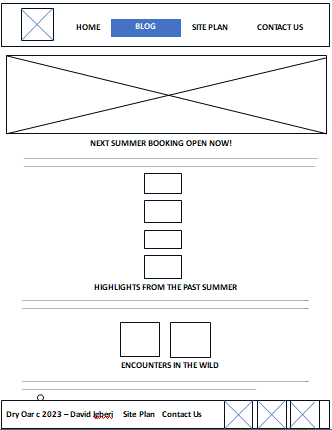 HOME BLOG SITE PLAN CONTACT US
NEXT SUMMER BOOKING OPEN NOW!
HIGHLIGHTS FROM THE PAST SUMMER
ENCOUNTERS IN THE WILD
Dry Oar c 2023 – David Igberj Site Plan Contact Us